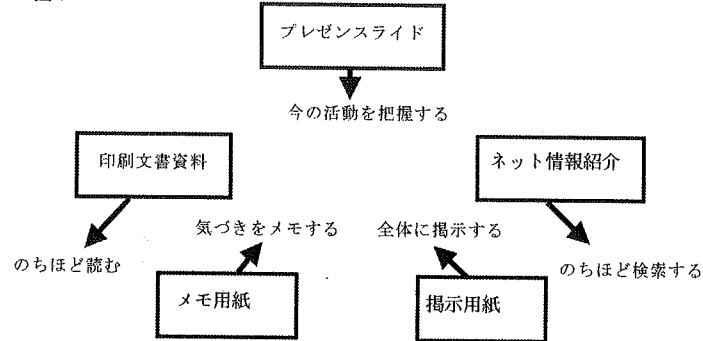 プレゼンスライド
今の活動を把握する
印刷文書資料
ネット情報紹介
気づきをメモする
全体に掲示する
のちほど読む
のちほど検索する
メモ用紙
掲示用紙